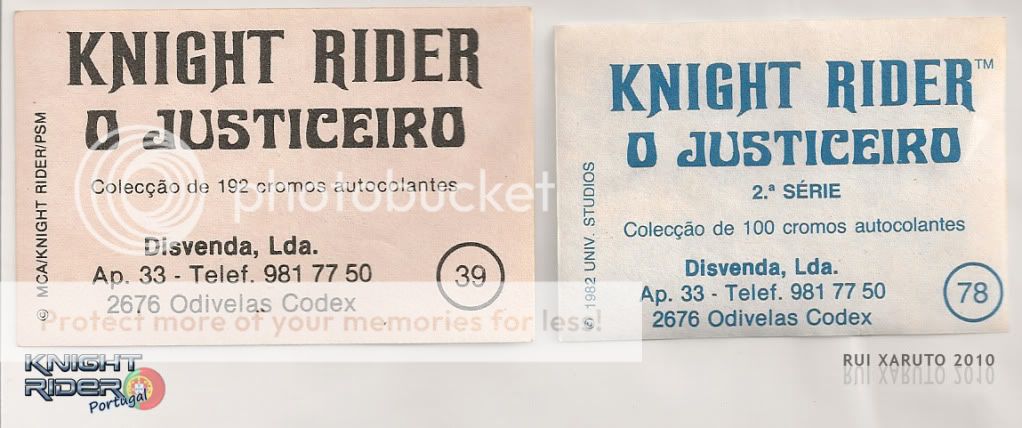 KNIGHT RIDER
O JUSTICEIRO
Colecção de 192 cromos autocolantes
Disvenda, Lda.
Ap. 33 - Telef. 981 77 50
2676 Odivelas Codex
39
© MCA/KNIGHT RIDER/PSM
KNIGHT RIDER™
O JUSTICEIRO
2.ª SÉRIE
Colecção de 100 cromos autocolantes
Disvenda, Lda.
Ap. 33 - Telef. 981 77 50
2676 Odivelas Codex
78
© 1982 UNIV. STUDIOS
photobucket
Protect more of your memories for less!
KNIGHT
RIDER
Portugal
RUI XARUTO 2010